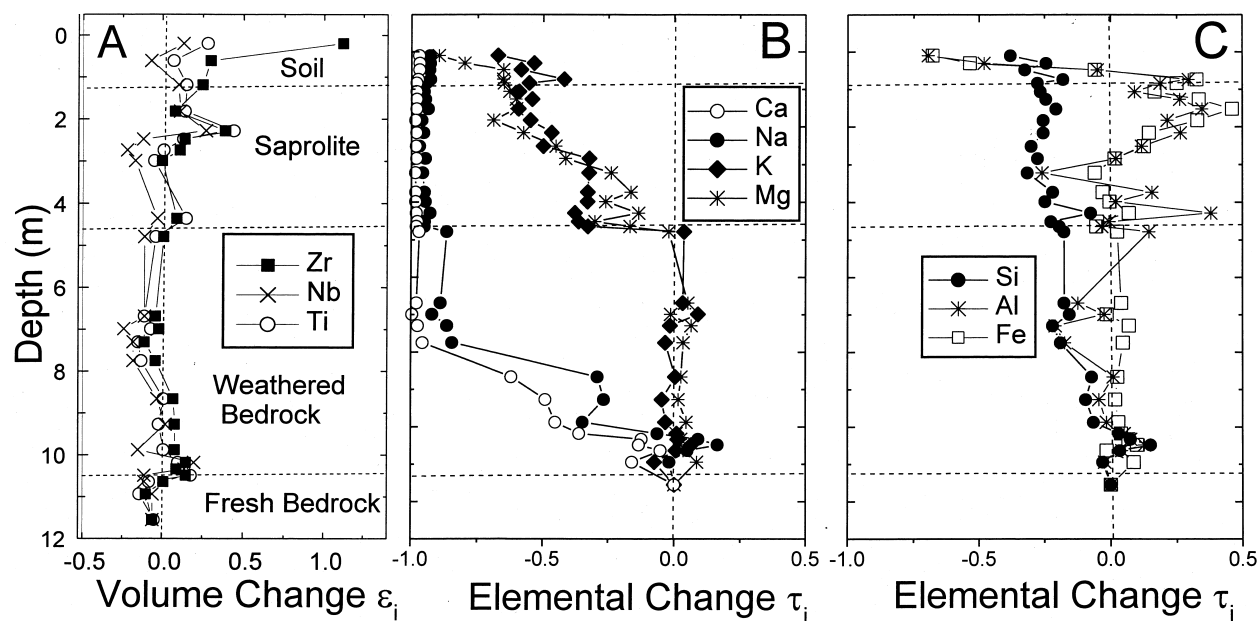 A
B
C
Soil
Saprolite
Weathered
Bedrock
Fresh Bedrock
Zr
Nb
Ti
Ca
Na
K
Mg
Si
Al
Fe
Depth (m)
0
2
4
6
8
10
12
-0.5 0.0 0.5 1.0
-1.0 -0.5 0.0 0.5
-1.0 -0.5 0.0 0.5
Volume Change εi
Elemental Change τi
Elemental Change τi